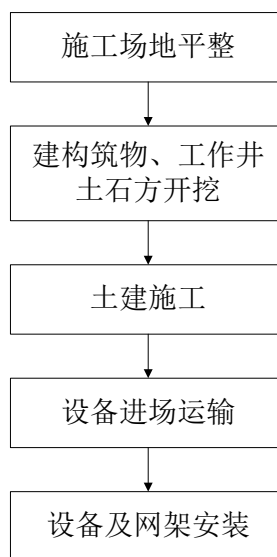 施工场地平整
建构筑物、工作井
土石方开挖
土建施工
设备进场运输
设备及网架安装